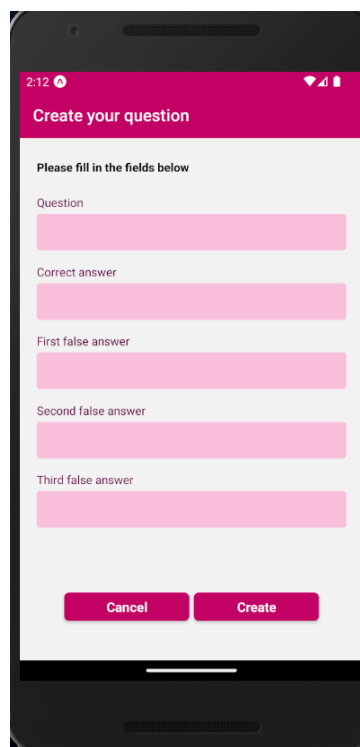 2:12
Create your question
Please fill in the fields below
Question
Correct answer
First false answer
Second false answer
Third false answer
Cancel Create